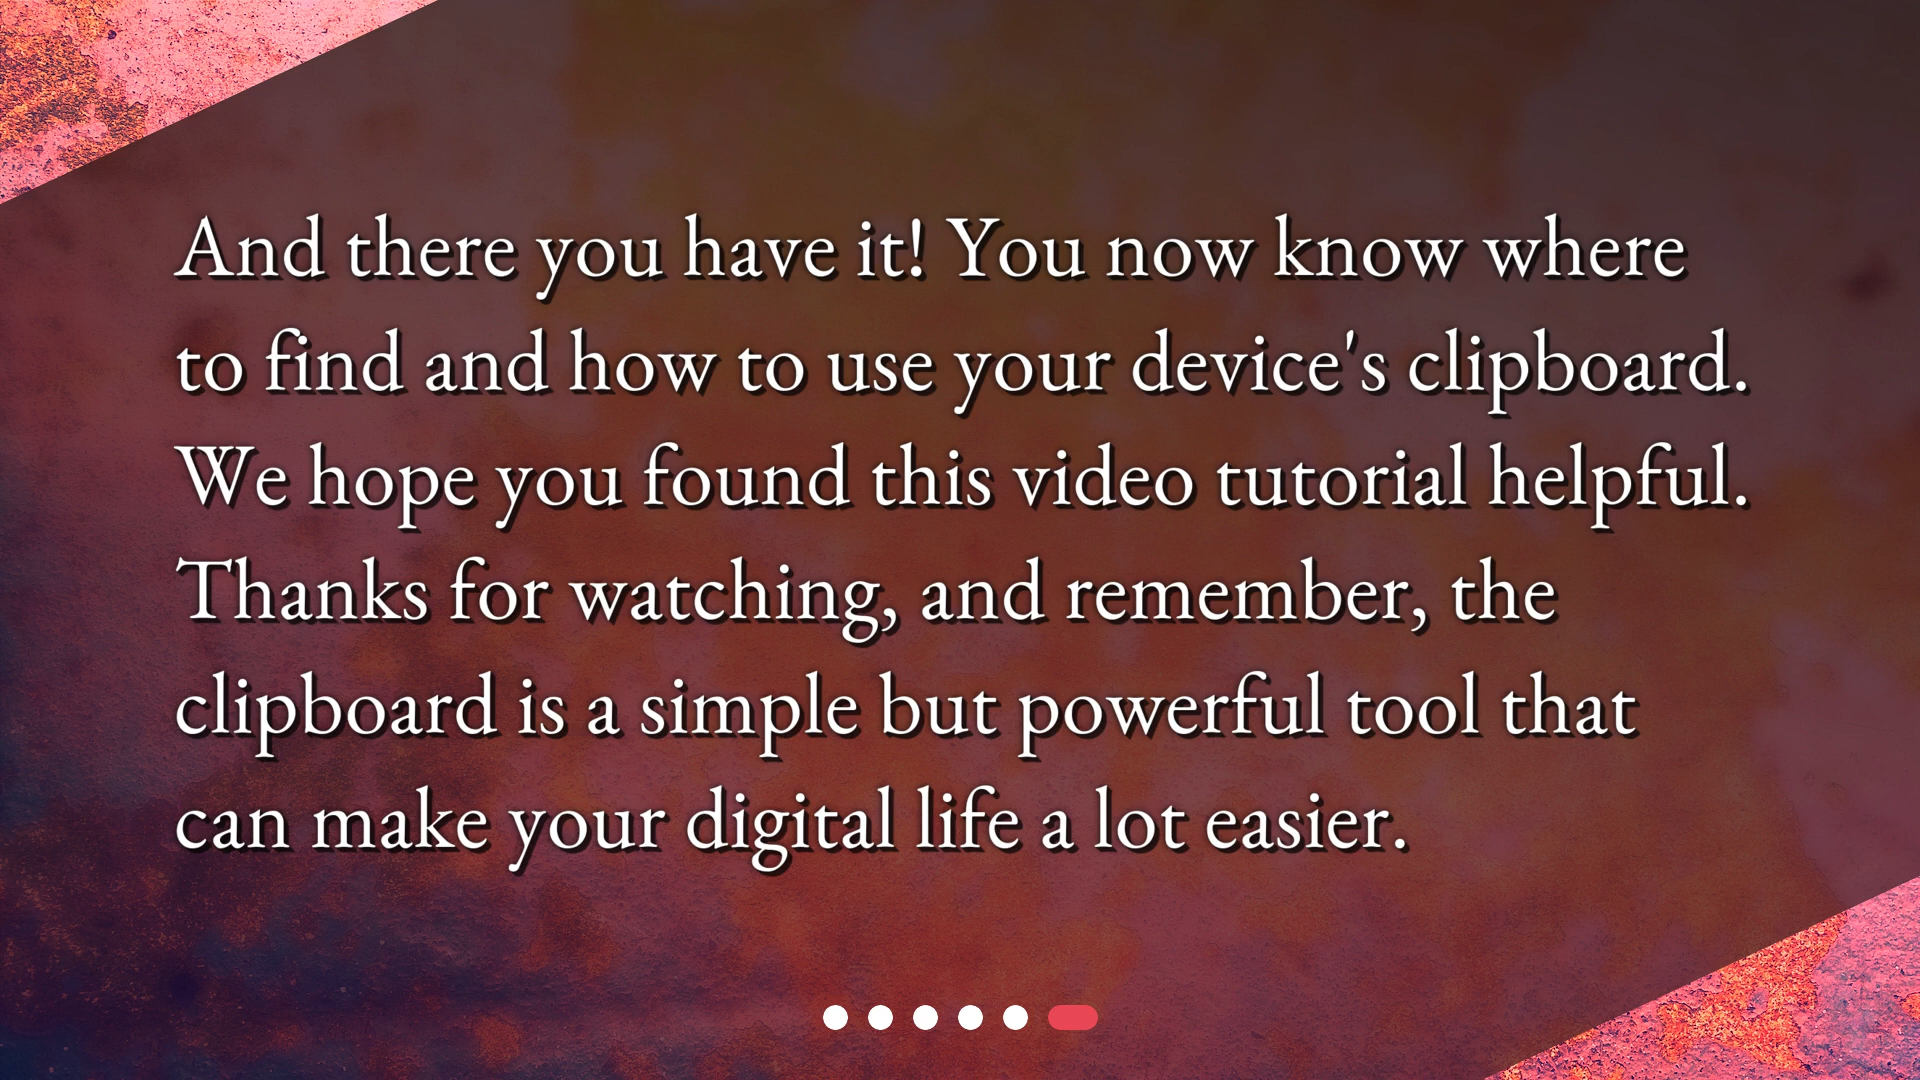 And there you have it! You now know where
to find and how to use your device's clipboard.
We hope you found this video tutorial helpful.
Thanks for watching, and remember, the
clipboard is a simple but powerful tool that
can make your digital life a lot easier.